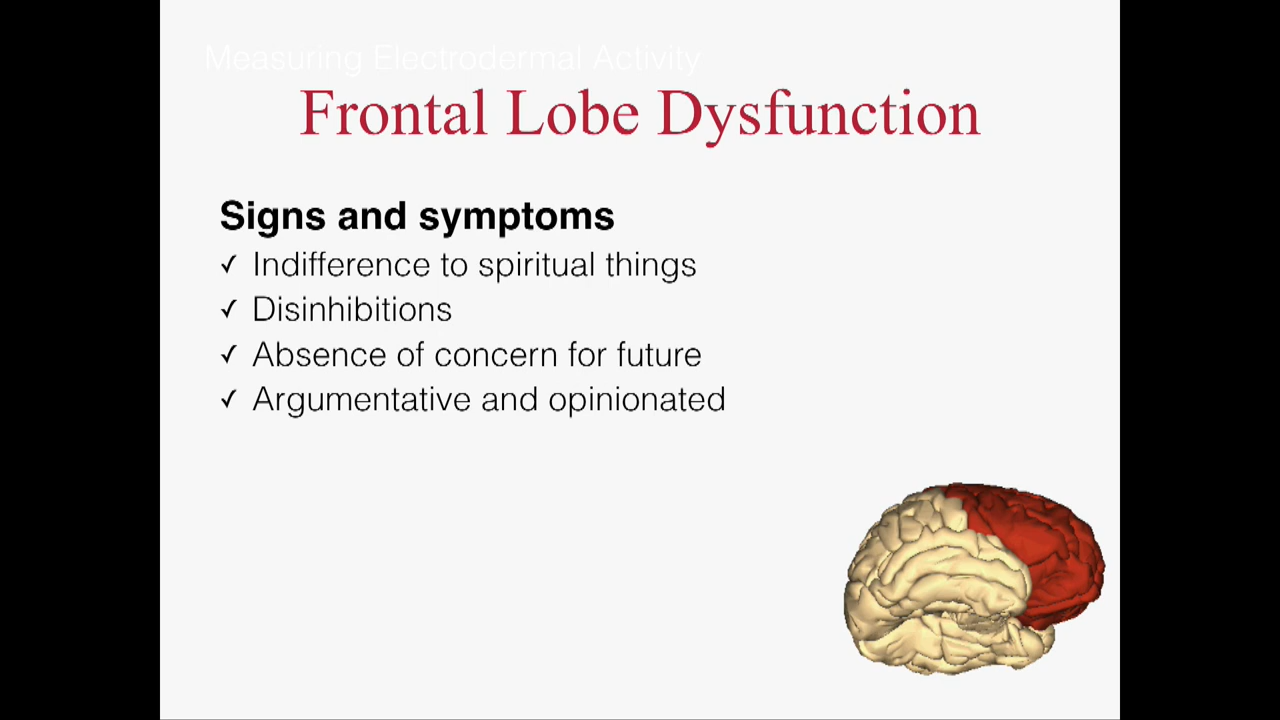 Measuring Electrodermal Activity
Frontal Lobe Dysfunction
Signs and symptoms
✓ Indifference to spiritual things
✓ Disinhibitions
✓ Absence of concern for future
✓ Argumentative and opinionated